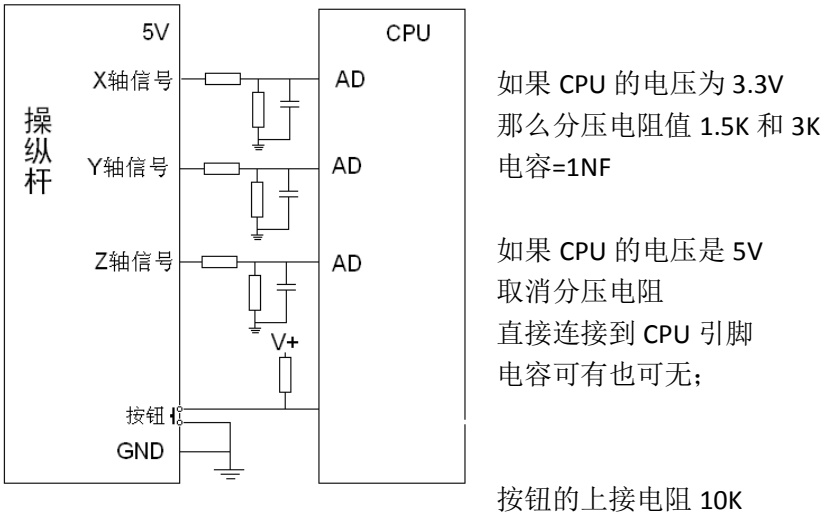 5V
CPU
X轴信号
AD
如果 CPU 的电压为 3.3V
那么分压电阻值 1.5K 和 3K
电容=1NF
操纵杆
Y轴信号
AD
Z轴信号
AD
如果 CPU 的电压是 5V
取消分压电阻
直接连接到 CPU 引脚
电容可有也可无；
V+
按钮
GND
按钮的上接电阻 10K